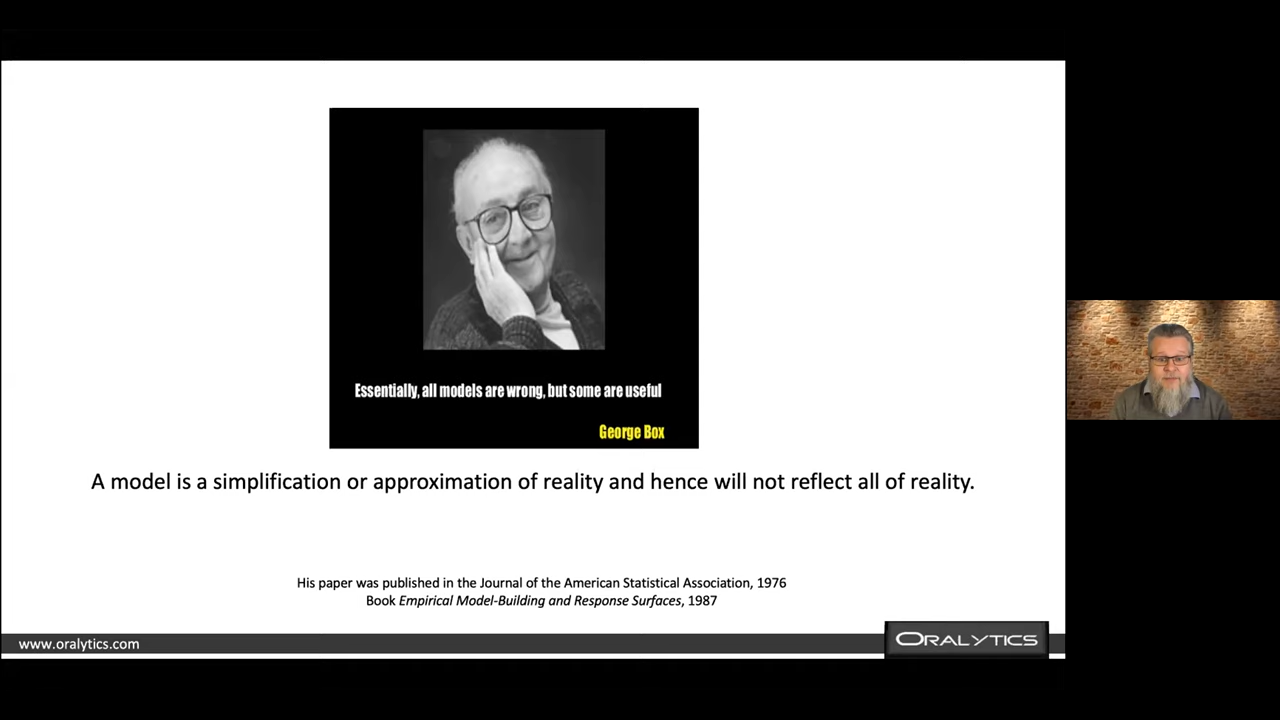 Essentially, all models are wrong, but some are useful
George Box
A model is a simplification or approximation of reality and hence will not reflect all of reality.
His paper was published in the Journal of the American Statistical Association, 1976
Book Empirical Model-Building and Response Surfaces, 1987
www.oralytics.com
ORALYTICS